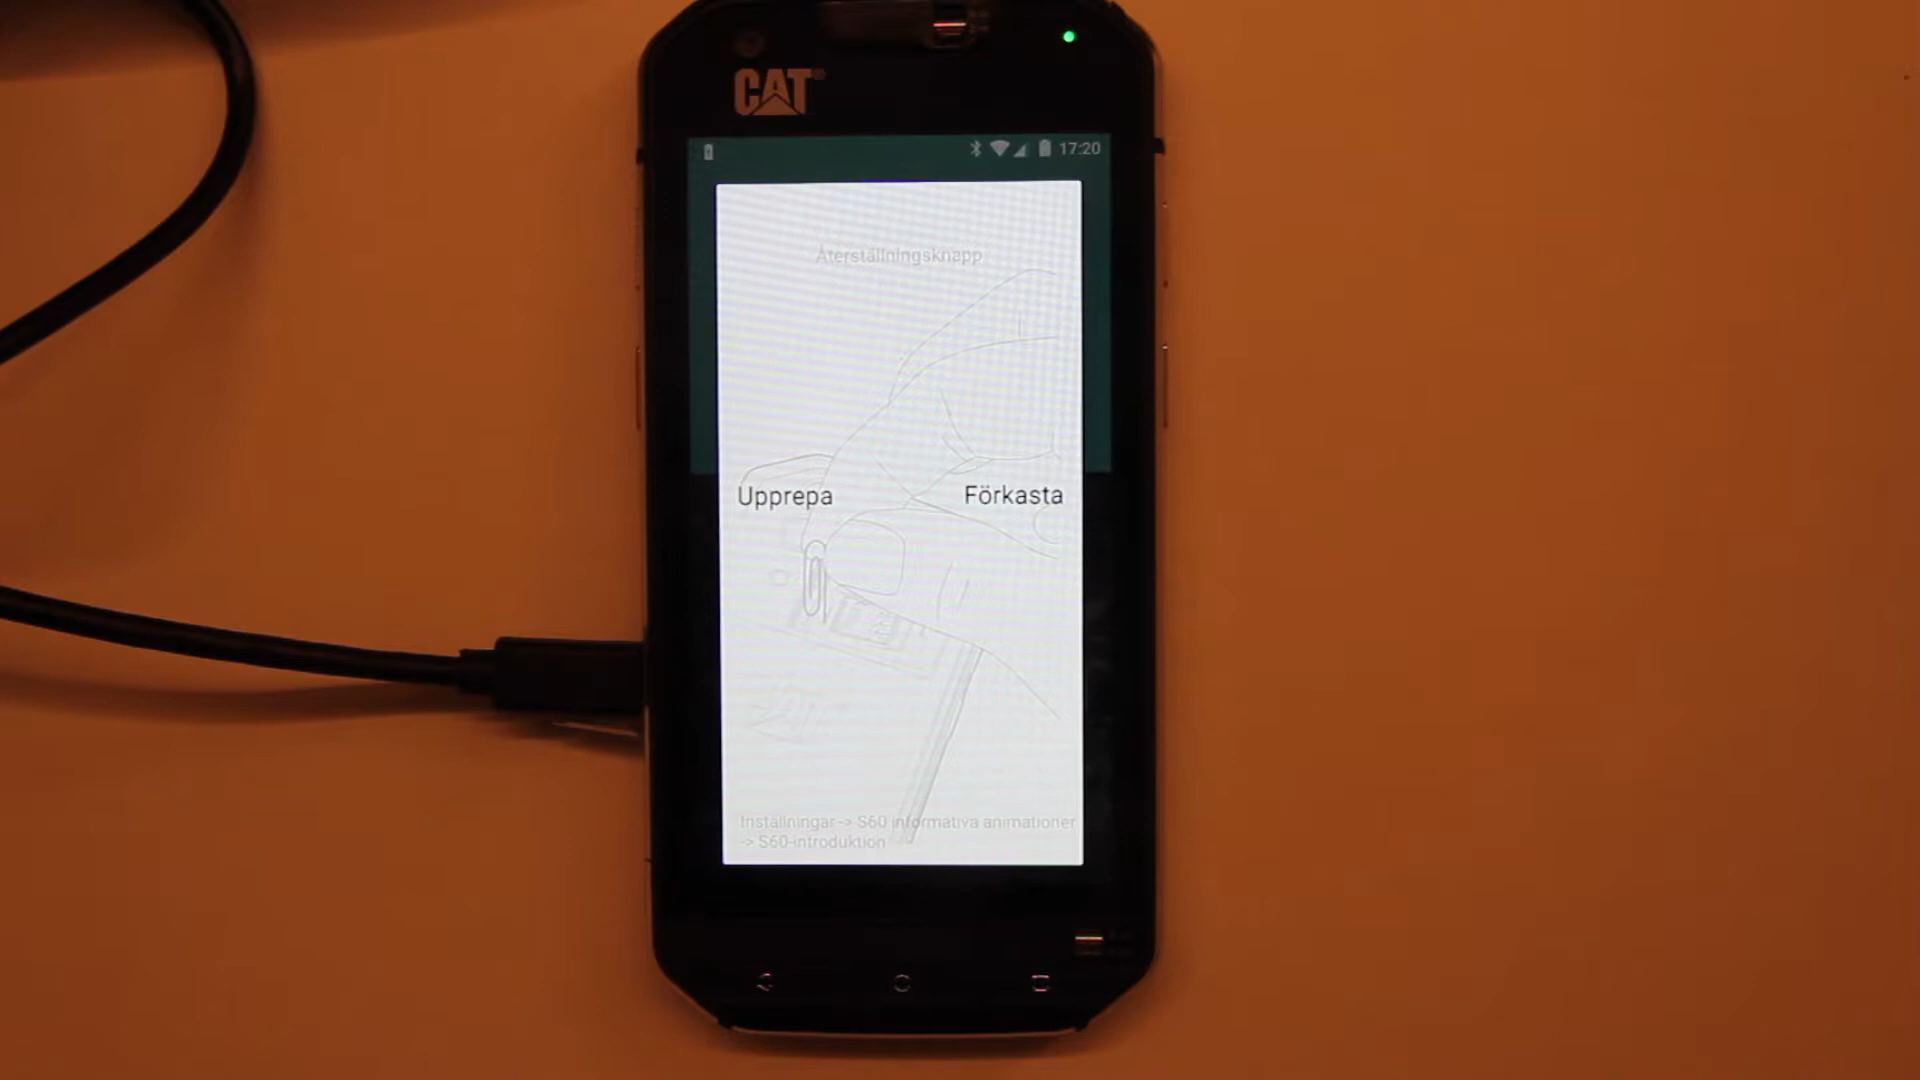 CAT®
17:20
Återställningsknapp
Upprepa Förkasta
Inställningar -> S60 informativa animationer
-> S60-introduktion